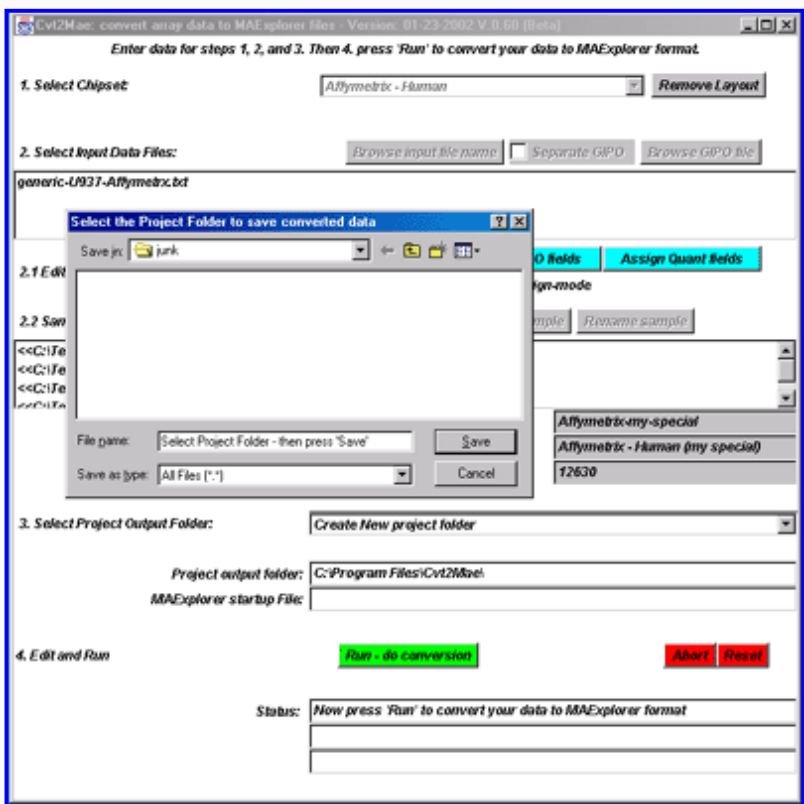 Cvt2Mae: convert array data to MAExplorer files - Version: 01-23-2002 V.0.60 (Beta)
Enter data for steps 1, 2, and 3. Then 4. press 'Run' to convert your data to MAExplorer format.
1. Select Chipset:
Affymetrix - Human
Remove Layout
2. Select Input Data Files:
Browse input file name
Separate GIPO
Browse GIPO file
generic-U937-Affymetrx.txt
Select the Project Folder to save converted data
Save in: junk
2.1 Edit
O fields
Assign Quant fields
ign-mode
2.2 Sam
mple
Rename sample
<<C:\Te
<<C:\Te
<<C:\Te
<<C:\Te
File name: Select Project Folder - then press 'Save'
Save
Save as type: All Files (*.*)
Cancel
Affymetrix-my-special
Affymetrix - Human (my special)
12630
3. Select Project Output Folder:
Create New project folder
Project output folder: C:\Program Files\Cvt2Mae\
MAExplorer startup File:
4. Edit and Run
Run - do conversion
Abort
Reset
Status: Now press 'Run' to convert your data to MAExplorer format